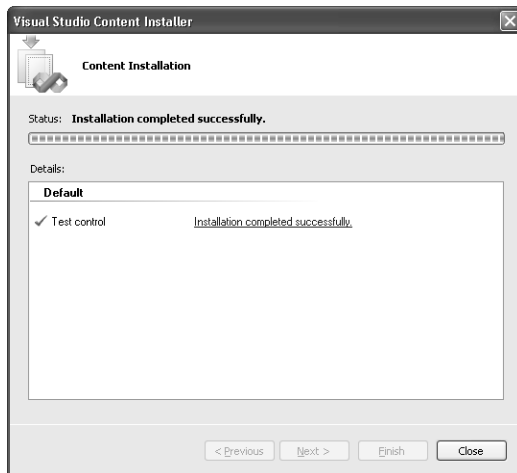 Visual Studio Content Installer
Content Installation
Status: Installation completed successfully.
Details:
Default
Test control Installation completed successfully.
< Previous Next > Finish Close